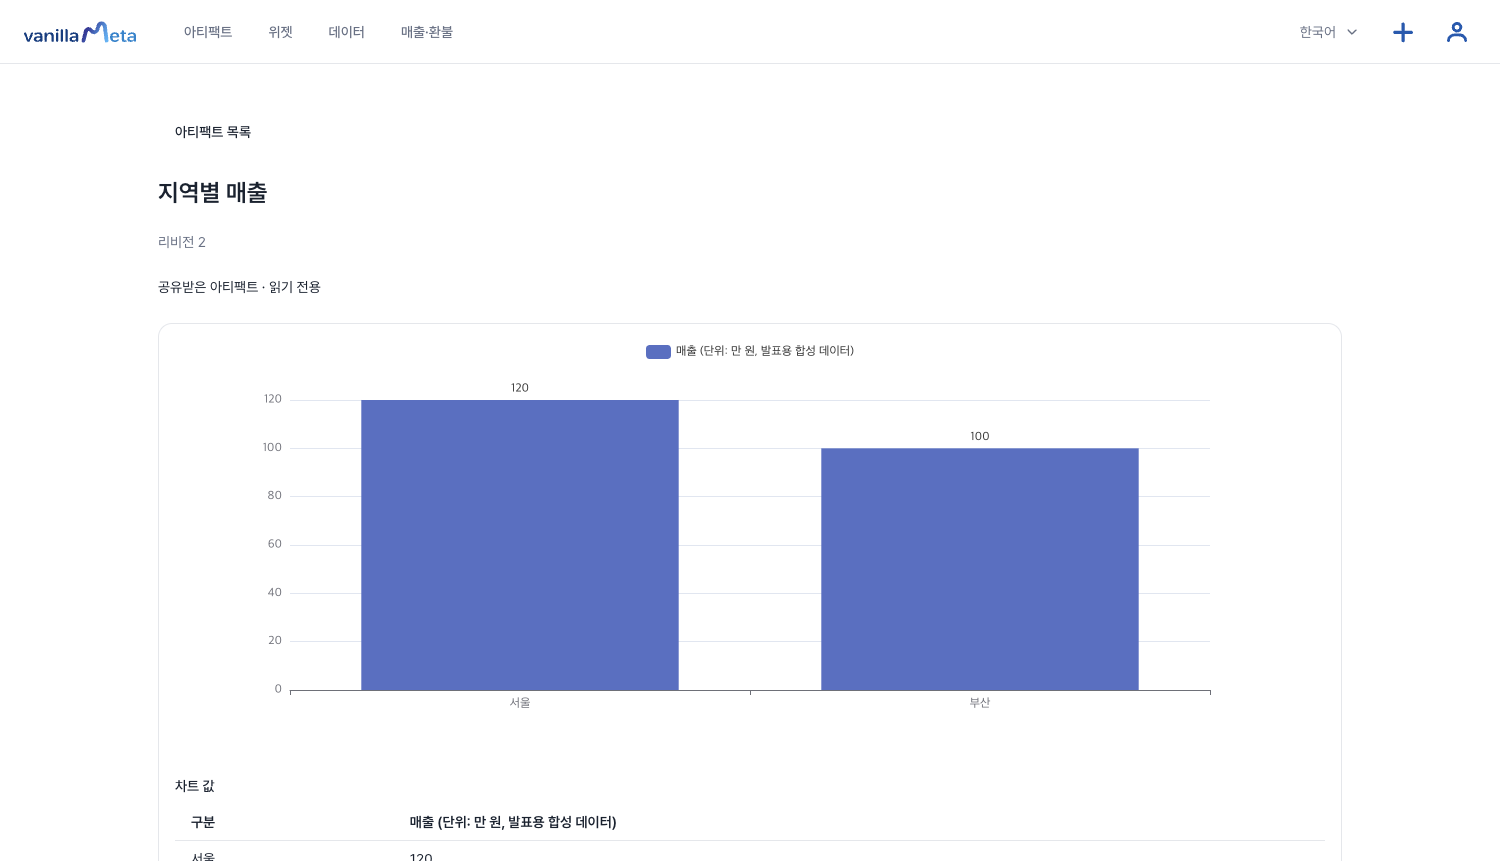 vanilla Meta
아티팩트
위젯
데이터
매출·환불
한국어
아티팩트 목록
지역별 매출
리비전 2
공유받은 아티팩트 · 읽기 전용
매출 (단위: 만 원, 발표용 합성 데이터)
120
100
120
100
80
60
40
20
0
서울
부산
차트 값
구분
매출 (단위: 만 원, 발표용 합성 데이터)
서울
120